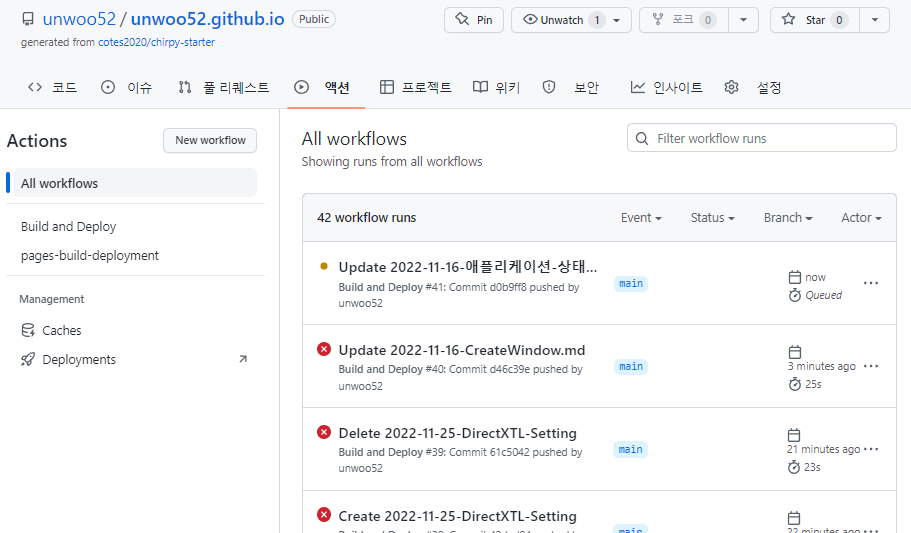 unwoo52 / unwoo52.github.io Public
Pin
Unwatch 1
포크 0
Star 0
generated from cotes2020/chirpy-starter
코드
이슈
풀 리퀘스트
액션
프로젝트
위키
보안
인사이트
설정
Actions
New workflow
All workflows
Build and Deploy
pages-build-deployment
Management
Caches
Deployments
All workflows
Showing runs from all workflows
Filter workflow runs
42 workflow runs
Event
Status
Branch
Actor
Update 2022-11-16-애플리케이션-상태...
Build and Deploy #41: Commit d0b9ff8 pushed by
unwoo52
main
now
Queued
Update 2022-11-16-CreateWindow.md
Build and Deploy #40: Commit d46c39e pushed by
unwoo52
main
3 minutes ago
25s
Delete 2022-11-25-DirectXTL-Setting
Build and Deploy #39: Commit 61c5042 pushed by
unwoo52
main
21 minutes ago
23s
Create 2022-11-25-DirectXTL-Setting
main
22 minutes ago